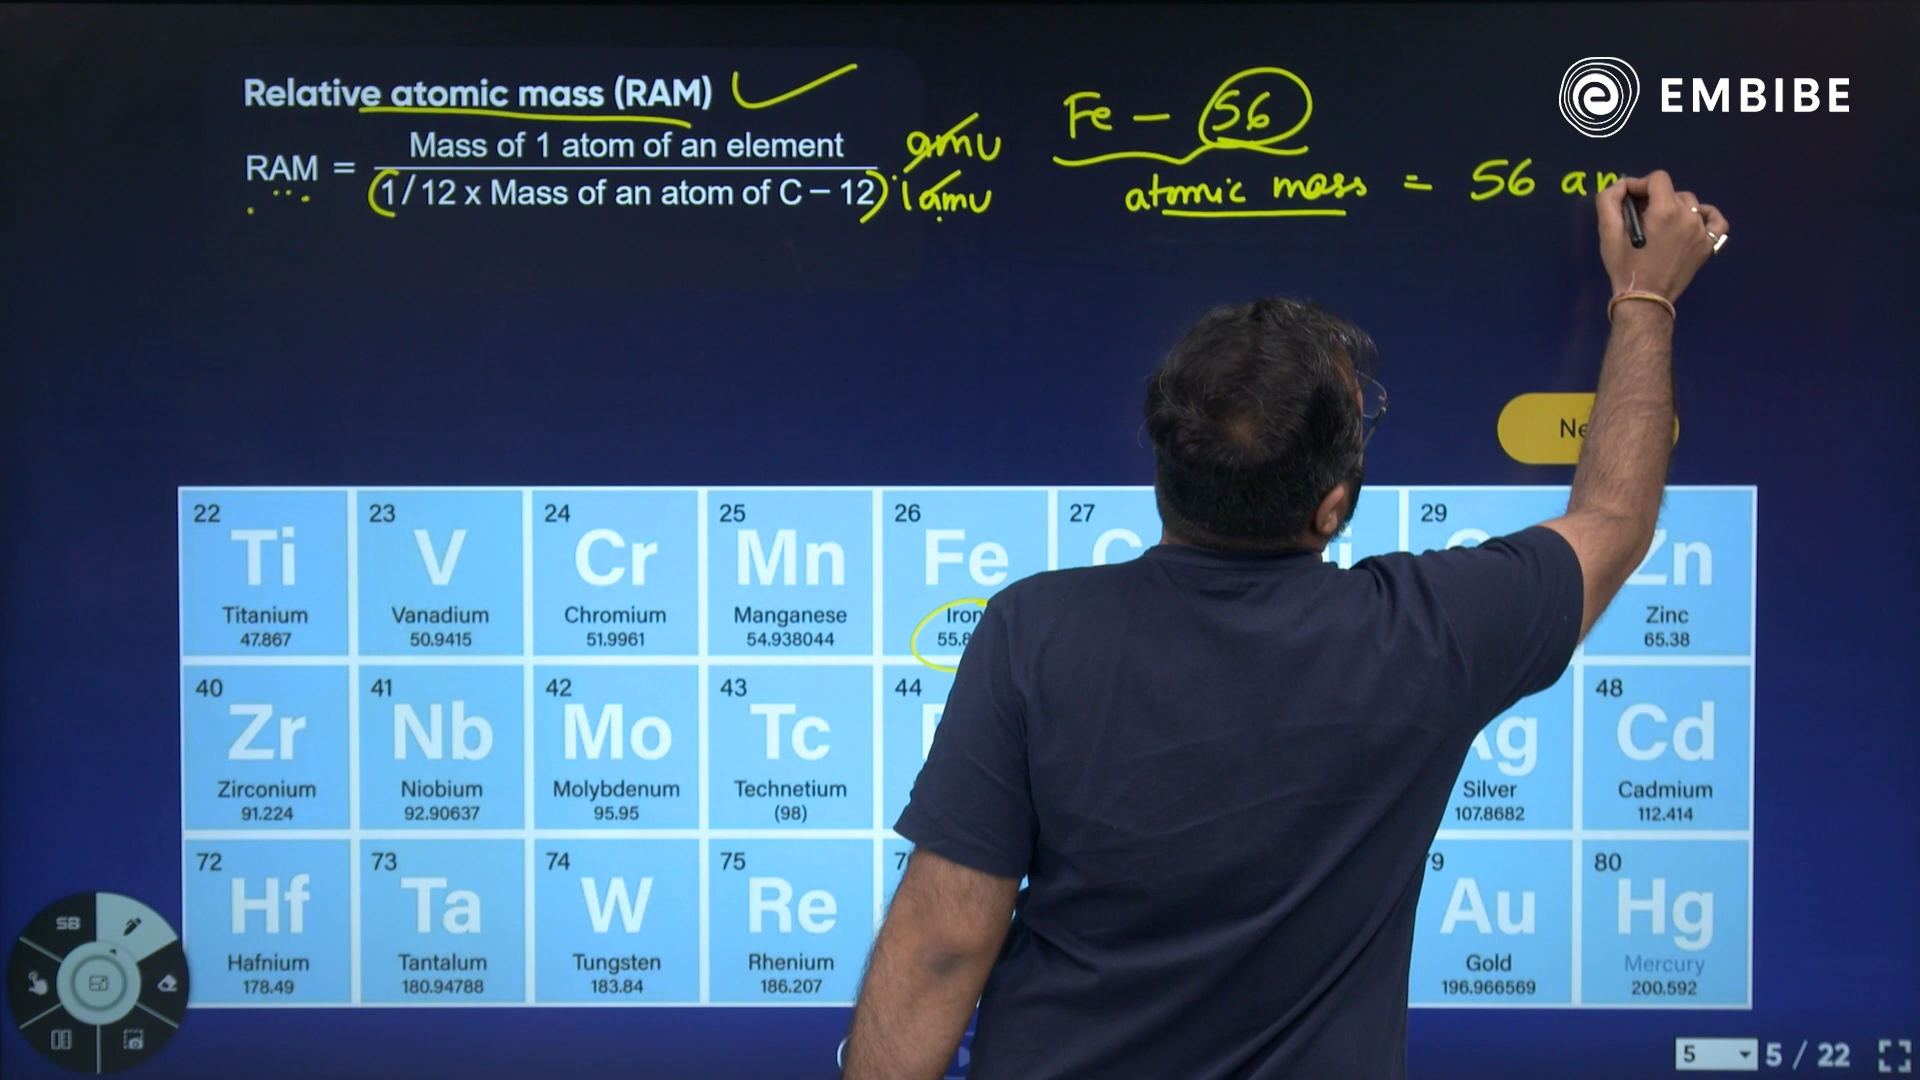 Relative atomic mass (RAM)
RAM = Mass of 1 atom of an element amu
(1/12 x Mass of an atom of C – 12) 1amu
Fe – 56
atomic mass = 56
EMBIBE
22 23 24 25 26 27 29
Ti V Cr Mn Fe Zn
Titanium Vanadium Chromium Manganese Iron Zinc
47.867 50.9415 51.9961 54.938044 65.38
40 41 42 43 44 48
Zr Nb Mo Tc Ag Cd
Zirconium Niobium Molybdenum Technetium Silver Cadmium
91.224 92.90637 95.95 (98) 107.8682 112.414
72 73 74 75 80
Hf Ta W Re Au Hg
Hafnium Tantalum Tungsten Rhenium Gold Mercury
178.49 180.94788 183.84 186.207 196.966569 200.592
SB
5 5 / 22